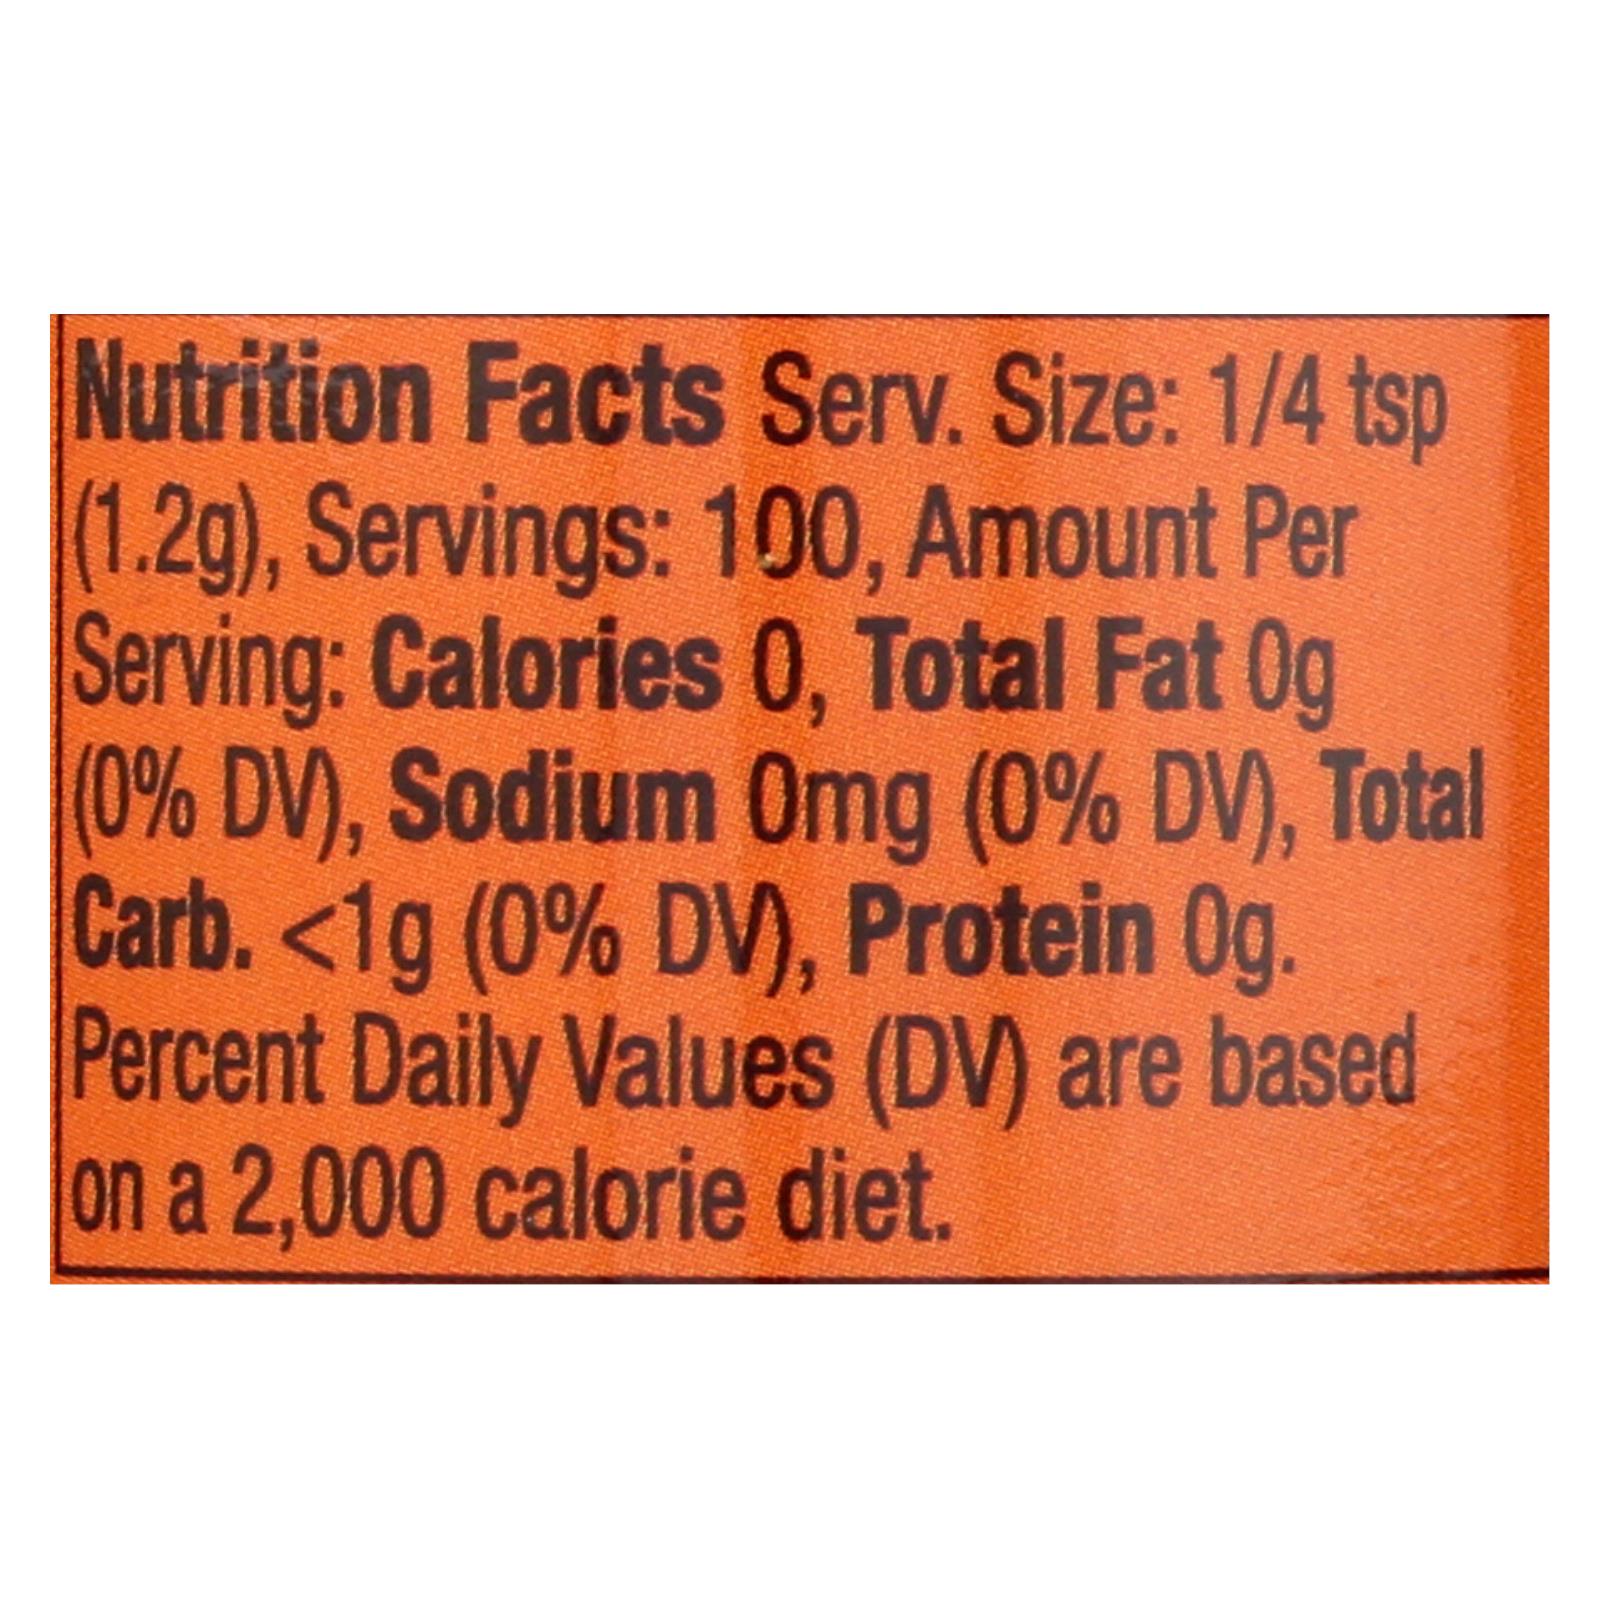 Nutrition Facts Serv. Size: 1/4 tsp
(1.2g), Servings: 100, Amount Per
Serving: Calories 0, Total Fat 0g
(0% DV), Sodium 0mg (0% DV), Total
Carb. <1g (0% DV), Protein 0g.
Percent Daily Values (DV) are based
on a 2,000 calorie diet.